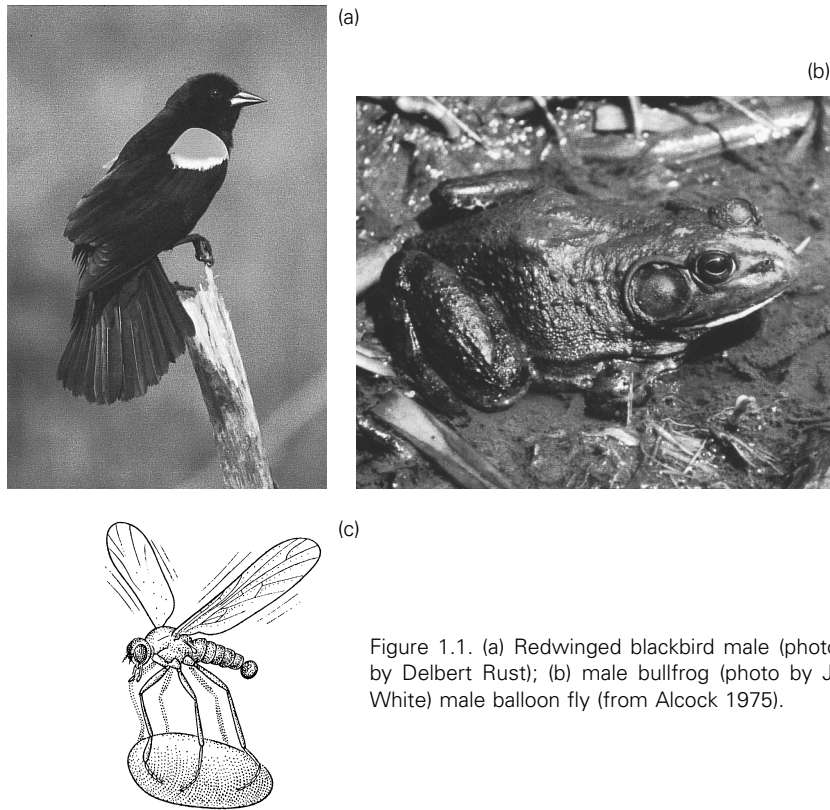 (a)
(b)
(c)
Figure 1.1. (a) Redwinged blackbird male (photo
by Delbert Rust); (b) male bullfrog (photo by J.
White) male balloon fly (from Alcock 1975).